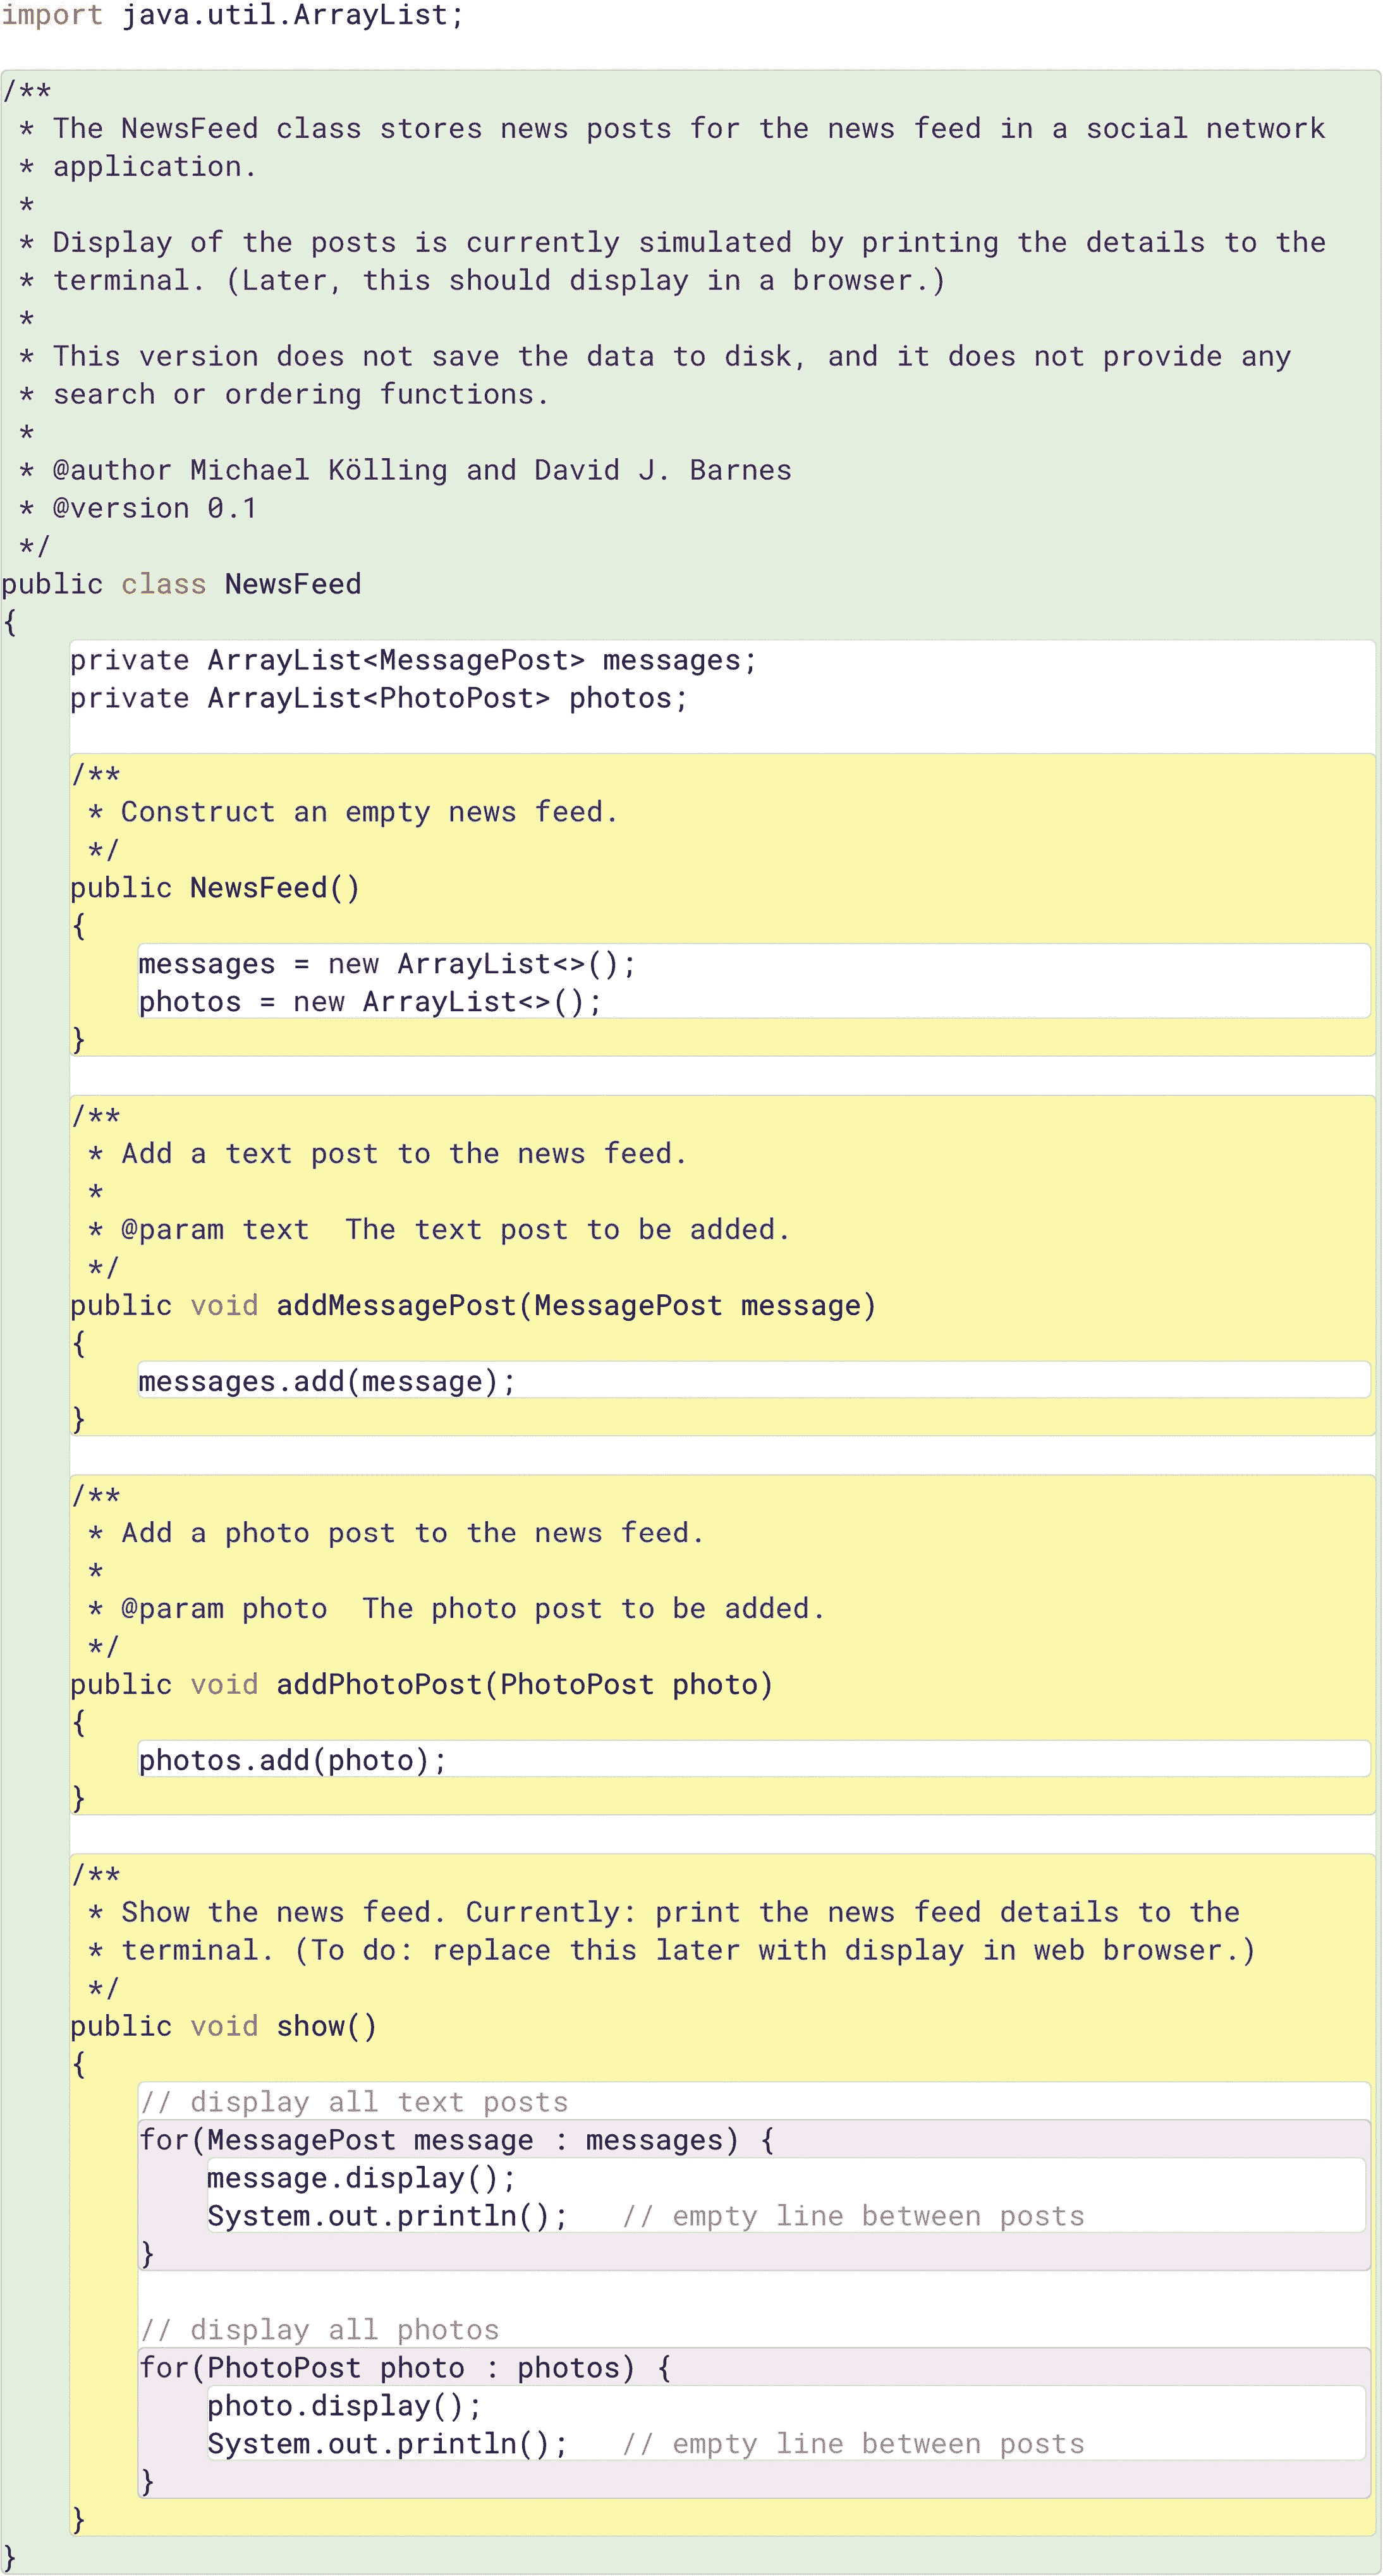 import java.util.ArrayList;
/**
 * The NewsFeed class stores news posts for the news feed in a social network
 * application.
 *
 * Display of the posts is currently simulated by printing the details to the
 * terminal. (Later, this should display in a browser.)
 *
 * This version does not save the data to disk, and it does not provide any
 * search or ordering functions.
 *
 * @author Michael Kölling and David J. Barnes
 * @version 0.1
 */
public class NewsFeed
{
    private ArrayList<MessagePost> messages;
    private ArrayList<PhotoPost> photos;
    /**
     * Construct an empty news feed.
     */
    public NewsFeed()
    {
        messages = new ArrayList<>();
        photos = new ArrayList<>();
    }
    /**
     * Add a text post to the news feed.
     *
     * @param text  The text post to be added.
     */
    public void addMessagePost(MessagePost message)
    {
        messages.add(message);
    }
    /**
     * Add a photo post to the news feed.
     *
     * @param photo  The photo post to be added.
     */
    public void addPhotoPost(PhotoPost photo)
    {
        photos.add(photo);
    }
    /**
     * Show the news feed. Currently: print the news feed details to the
     * terminal. (To do: replace this later with display in web browser.)
     */
    public void show()
    {
        // display all text posts
        for(MessagePost message : messages) {
            message.display();
            System.out.println();   // empty line between posts
        }
        // display all photos
        for(PhotoPost photo : photos) {
            photo.display();
            System.out.println();   // empty line between posts
        }
    }
}